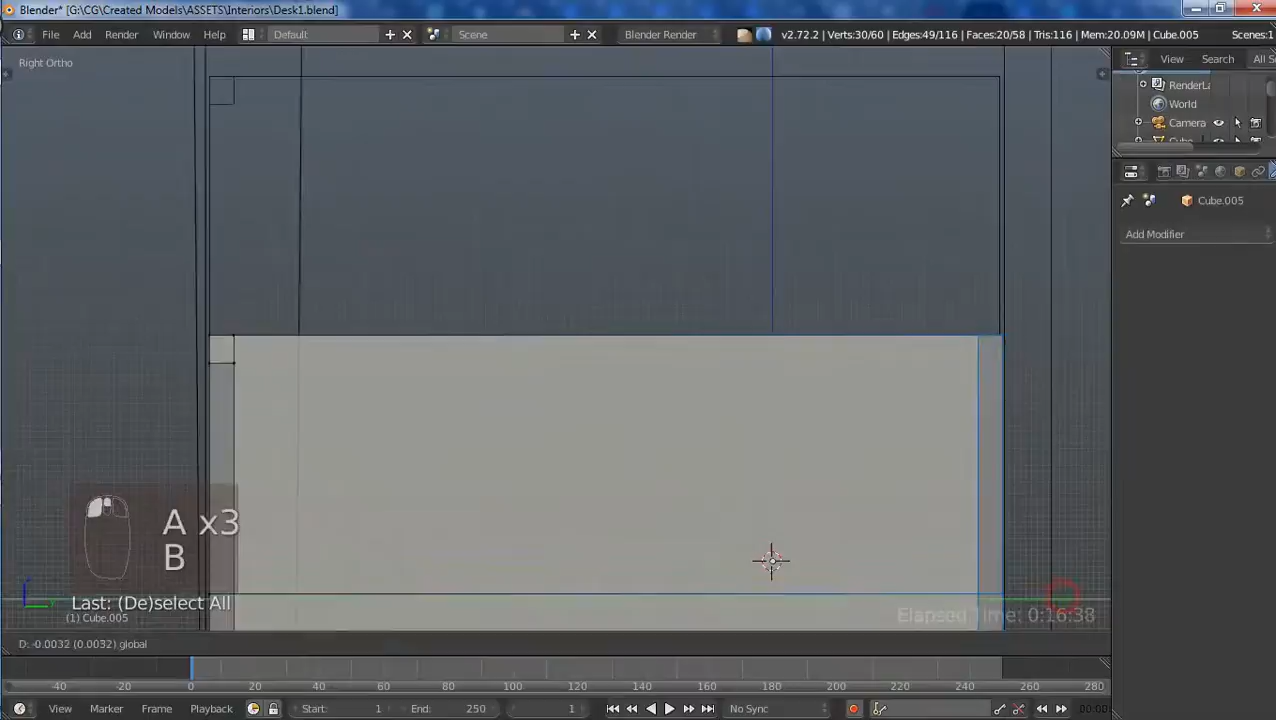 Blender* [G:\CG\Created Models\ASSETS\Interiors\Desk1.blend]
File Add Render Window Help Default Scene Blender Render v2.72.2 | Verts:30/60 | Edges:49/116 | Faces:20/58 | Tris:116 | Mem:20.09M | Cube.005 Scenes:1
Right Ortho
View Search All S
RenderLa
World
Camera
Cube.005
Add Modifier
A x3
B
Last: (De)select All
(1) Cube.005
Elapsed Time: 0:16:38
D: -0.0032 (0.0032) global
-40 -20 0 20 40 60 80 100 120 140 160 180 200 220 240 260 280
View Marker Frame Playback Start: 1 End: 250 1 No Sync